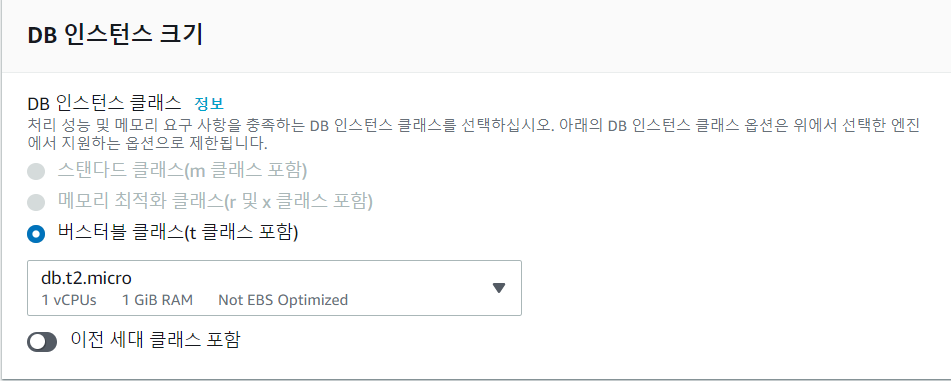 DB 인스턴스 크기
DB 인스턴스 클래스 정보
처리 성능 및 메모리 요구 사항을 충족하는 DB 인스턴스 클래스를 선택하십시오. 아래의 DB 인스턴스 클래스 옵션은 위에서 선택한 엔진
에서 지원하는 옵션으로 제한됩니다.
스탠다드 클래스(m 클래스 포함)
메모리 최적화 클래스(r 및 x 클래스 포함)
버스터블 클래스(t 클래스 포함)
db.t2.micro
1 vCPUs 1 GiB RAM Not EBS Optimized
이전 세대 클래스 포함